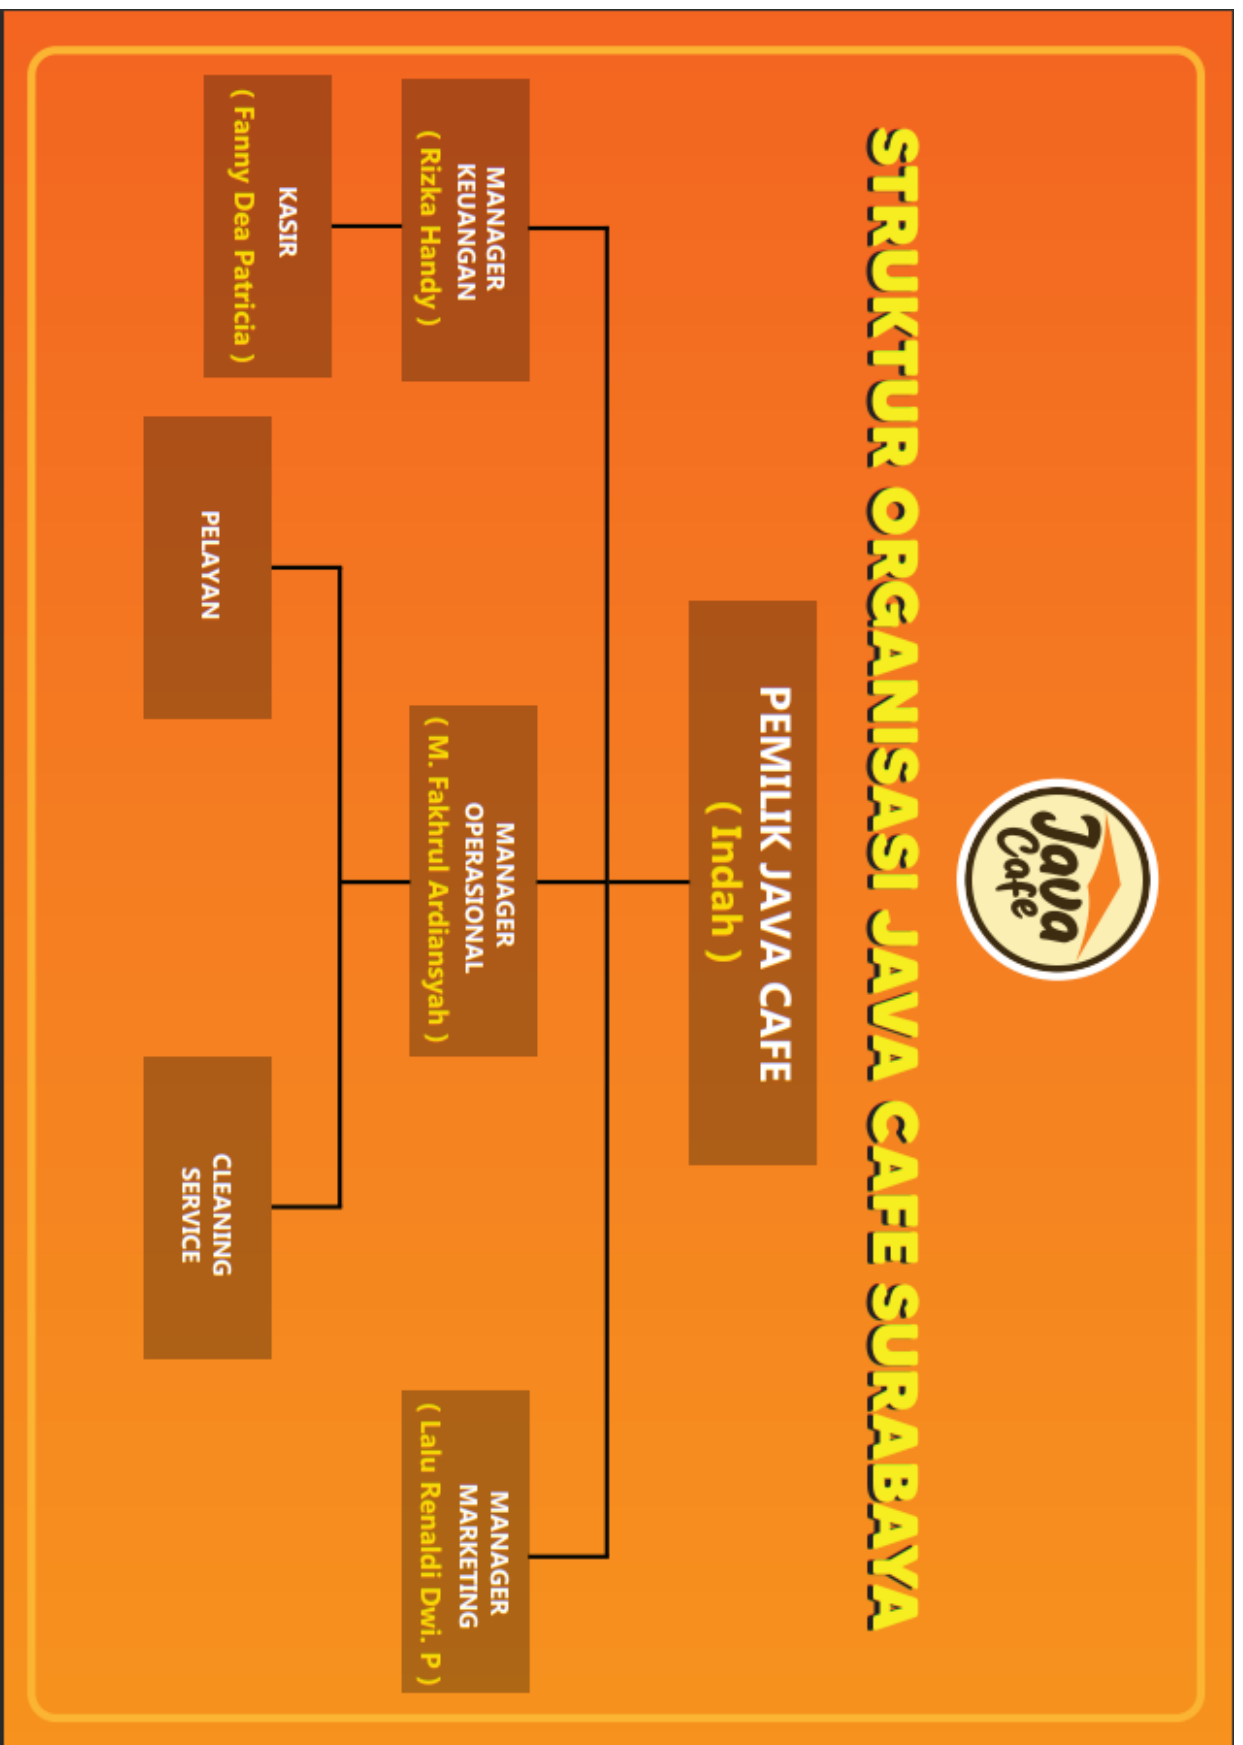 Java
Cafe
STRUKTUR ORGANISASI JAVA CAFE SURABAYA
PEMILIK JAVA CAFE
( Indah )
MANAGER
KEUANGAN
( Rizka Handy )
MANAGER
OPERASIONAL
( M. Fakhrul Ardiansyah )
MANAGER
MARKETING
( Lalu Renaldi Dwi. P )
KASIR
( Fanny Dea Patricia )
PELAYAN
CLEANING
SERVICE